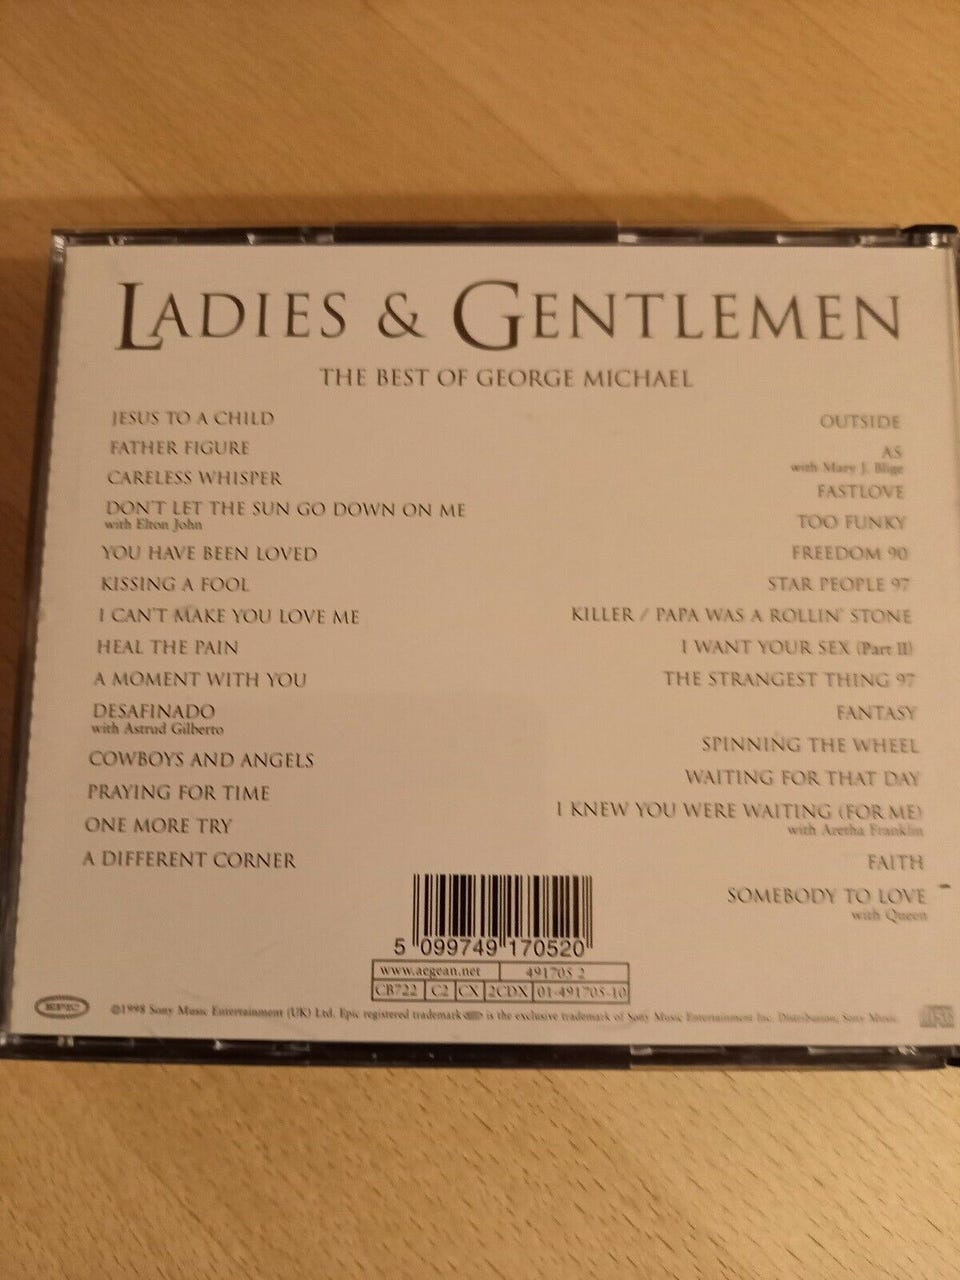 LADIES & GENTLEMEN
THE BEST OF GEORGE MICHAEL
JESUS TO A CHILD
FATHER FIGURE
CARELESS WHISPER
DON'T LET THE SUN GO DOWN ON ME
with Elton John
YOU HAVE BEEN LOVED
KISSING A FOOL
I CAN'T MAKE YOU LOVE ME
HEAL THE PAIN
A MOMENT WITH YOU
DESAFINADO
with Astrud Gilberto
COWBOYS AND ANGELS
PRAYING FOR TIME
ONE MORE TRY
A DIFFERENT CORNER
OUTSIDE
AS
with Mary J. Blige
FASTLOVE
TOO FUNKY
FREEDOM 90
STAR PEOPLE 97
KILLER / PAPA WAS A ROLLIN' STONE
I WANT YOUR SEX (Part II)
THE STRANGEST THING 97
FANTASY
SPINNING THE WHEEL
WAITING FOR THAT DAY
I KNEW YOU WERE WAITING (FOR ME)
with Aretha Franklin
FAITH
SOMEBODY TO LOVE
with Queen
5 099749 170520
www.aegean.net 491705 2
CB722 C2 CX 2CDX 01-491705-10
EPIC
©1998 Sony Music Entertainment (UK) Ltd. Epic registered trademark is the exclusive trademark of Sony Music Entertainment Inc. Distribution, Sony Music.